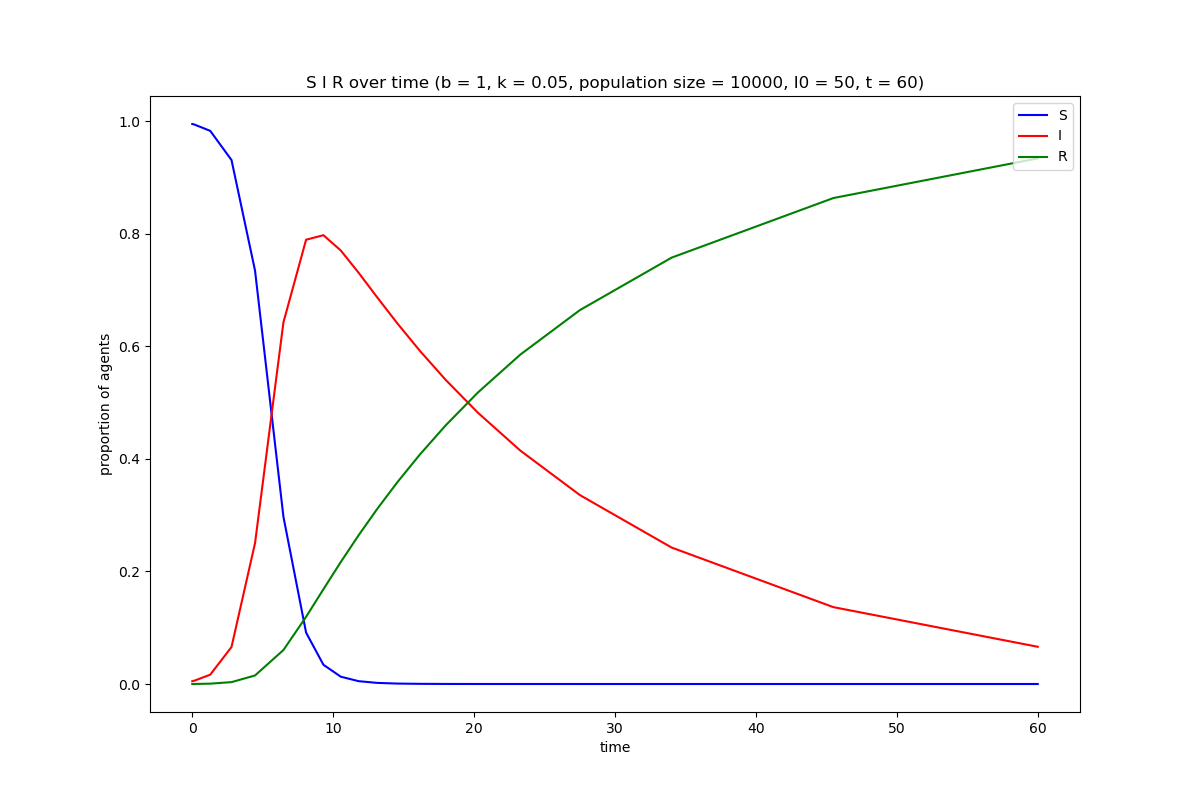 S I R over time (b = 1, k = 0.05, population size = 10000, I0 = 50, t = 60)
S
I
R
1.0
0.8
0.6
0.4
0.2
0.0
proportion of agents
0 10 20 30 40 50 60
time